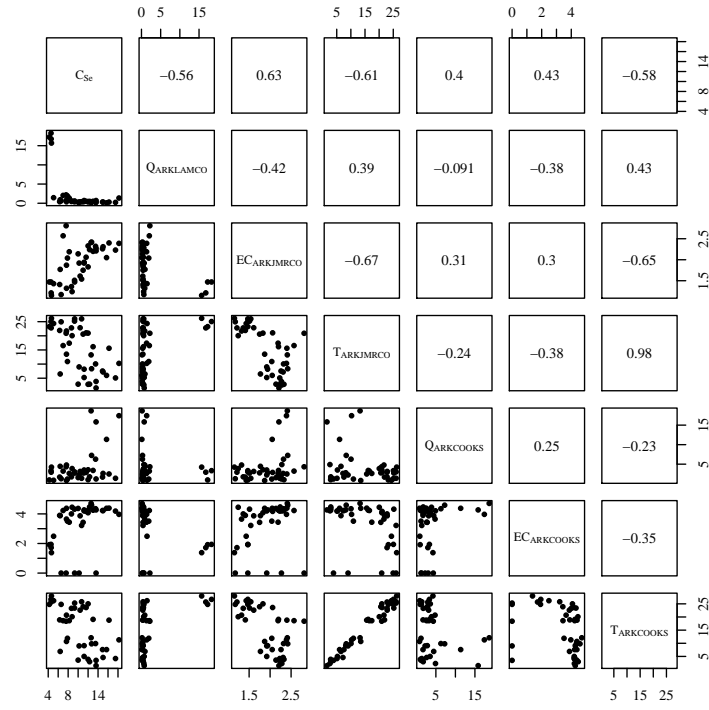 0 5 15
5 15 25
0 2 4
C_Se −0.56 0.63 −0.61 0.4 0.43 −0.58
4 8 14
0 5 15
Q_ARKLAMCO −0.42 0.39 −0.091 −0.38 0.43
EC_ARKJMRCO −0.67 0.31 0.3 −0.65
1.5 2.5
5 15 25
T_ARKJMRCO −0.24 −0.38 0.98
Q_ARKCOOKS 0.25 −0.23
5 15
0 2 4
EC_ARKCOOKS −0.35
T_ARKCOOKS
5 15 25
4 8 14
1.5 2.5
5 15
5 15 25